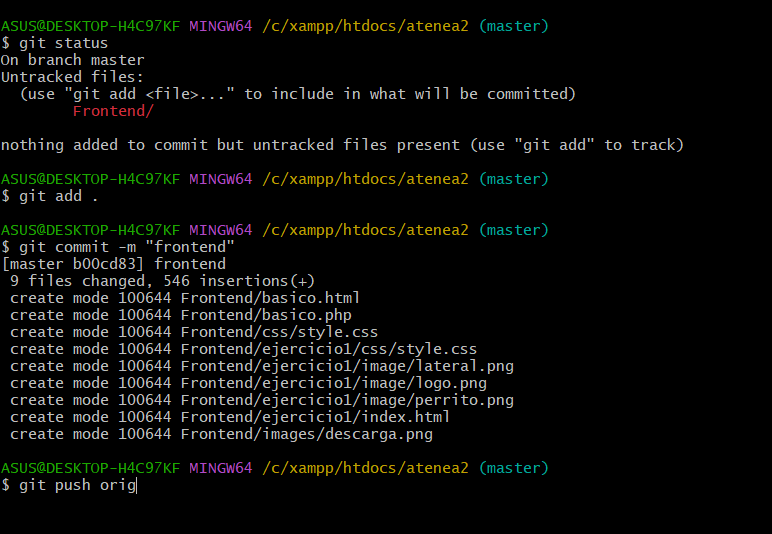 ASUS@DESKTOP-H4C97KF MINGW64 /c/xampp/htdocs/atenea2 (master)
$ git status
On branch master
Untracked files:
  (use "git add <file>..." to include in what will be committed)
        Frontend/

nothing added to commit but untracked files present (use "git add" to track)

ASUS@DESKTOP-H4C97KF MINGW64 /c/xampp/htdocs/atenea2 (master)
$ git add .

ASUS@DESKTOP-H4C97KF MINGW64 /c/xampp/htdocs/atenea2 (master)
$ git commit -m "frontend"
[master b00cd83] frontend
 9 files changed, 546 insertions(+)
 create mode 100644 Frontend/basico.html
 create mode 100644 Frontend/basico.php
 create mode 100644 Frontend/css/style.css
 create mode 100644 Frontend/ejercicio1/css/style.css
 create mode 100644 Frontend/ejercicio1/image/lateral.png
 create mode 100644 Frontend/ejercicio1/image/logo.png
 create mode 100644 Frontend/ejercicio1/image/perrito.png
 create mode 100644 Frontend/ejercicio1/index.html
 create mode 100644 Frontend/images/descarga.png

ASUS@DESKTOP-H4C97KF MINGW64 /c/xampp/htdocs/atenea2 (master)
$ git push orig